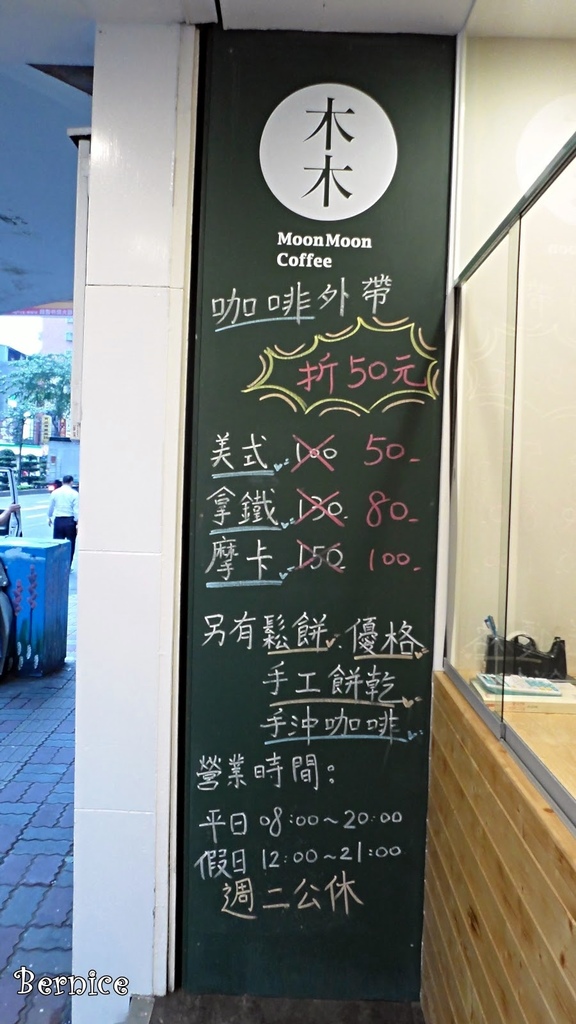 木
木
MoonMoon
Coffee
咖啡外帶
折50元
美式 100 50-
拿鐵 130 80-
摩卡 150 100-
另有鬆餅、優格
手工餅乾
手沖咖啡
營業時間:
平日 08:00~20:00
假日 12:00~21:00
週二公休
Bernice